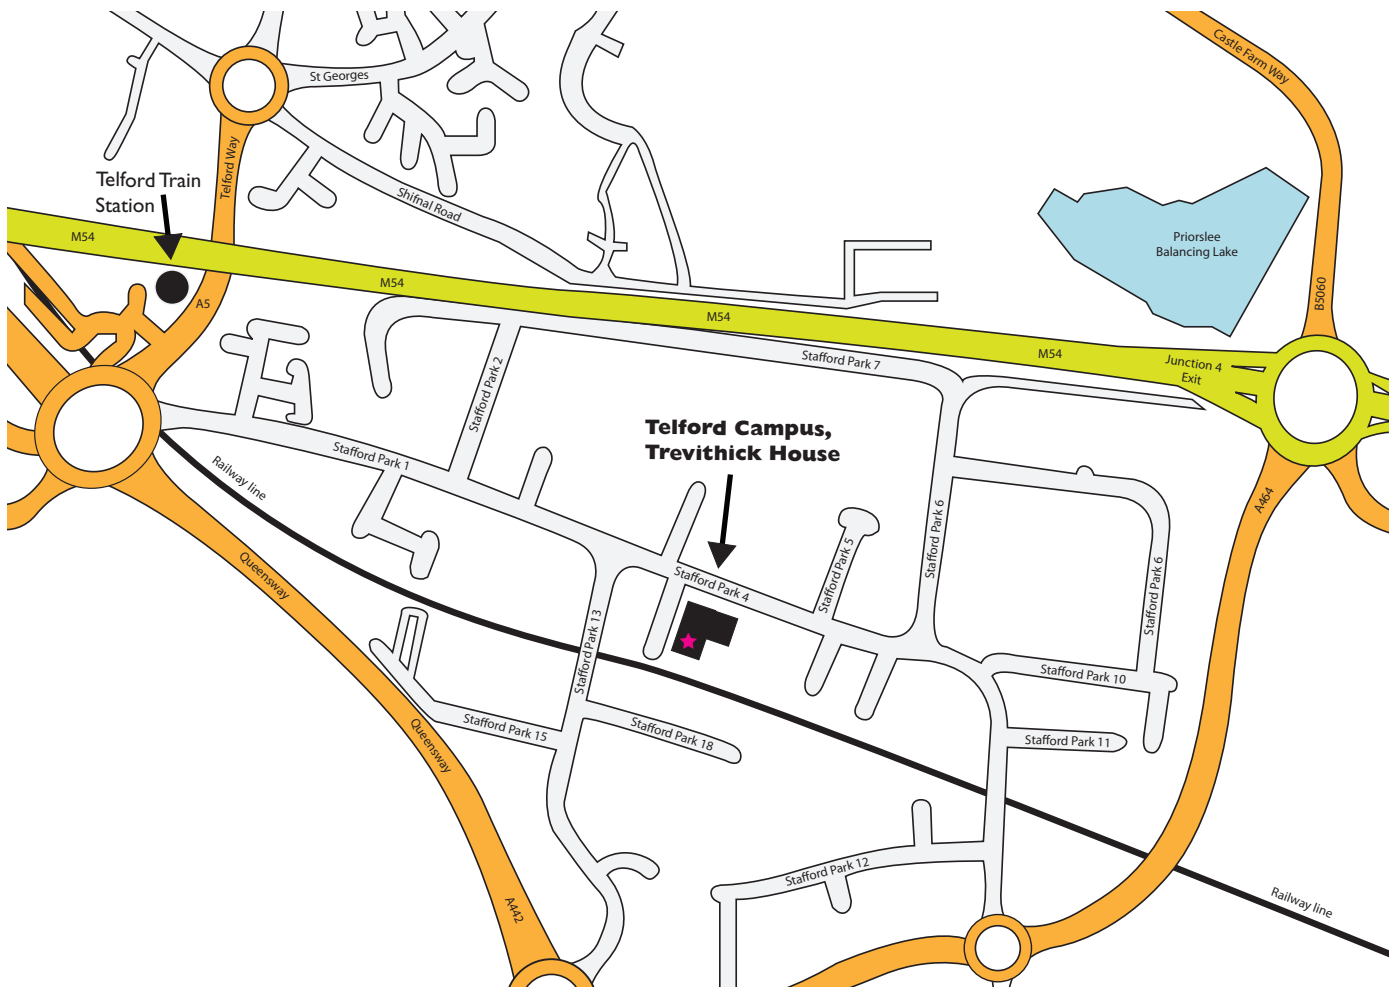 Castle Farm Way
St Georges
Telford Way
Telford Train
Station
Shifnal Road
M54
Priorslee
Balancing Lake
B5060
M54
A5
M54
M54
Junction 4
Exit
Stafford Park 7
Stafford Park 2
Telford Campus,
Trevithick House
Stafford Park 1
Railway line
A464
Stafford Park 6
Stafford Park 5
Stafford Park 4
Queensway
Stafford Park 6
Stafford Park 13
Stafford Park 10
Stafford Park 15
Stafford Park 18
Stafford Park 11
Queensway
Stafford Park 12
A442
Railway line